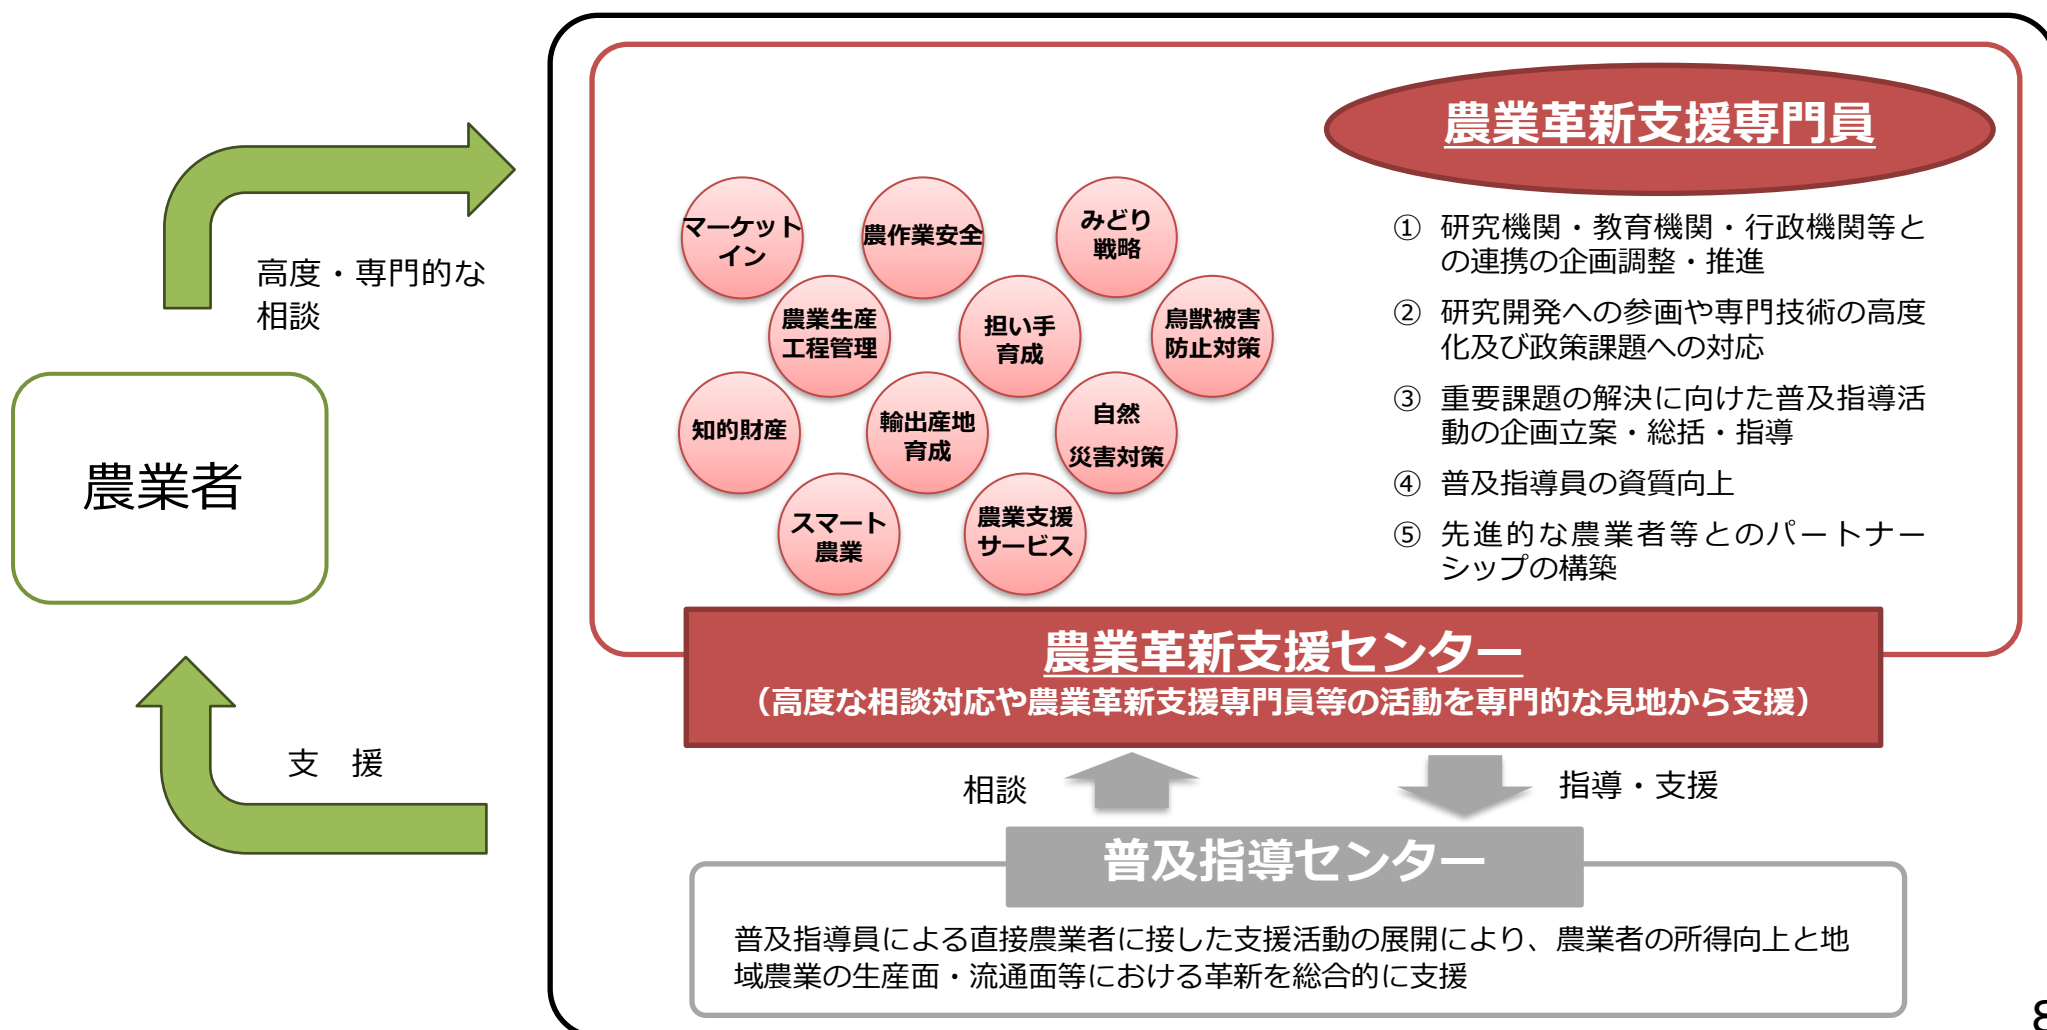 農業革新支援専門員
マーケット
イン
農作業安全
みどり
戦略
農業生産
工程管理
担い手
育成
鳥獣被害
防止対策
知的財産
輸出産地
育成
自然
災害対策
スマート
農業
農業支援
サービス
① 研究機関・教育機関・行政機関等と
の連携の企画調整・推進
② 研究開発への参画や専門技術の高度
化及び政策課題への対応
③ 重要課題の解決に向けた普及指導活
動の企画立案・総括・指導
④ 普及指導員の資質向上
⑤ 先進的な農業者等とのパートナー
シップの構築
高度・専門的な
相談
農業者
支　援
農業革新支援センター
（高度な相談対応や農業革新支援専門員等の活動を専門的な見地から支援）
相談
指導・支援
普及指導センター
普及指導員による直接農業者に接した支援活動の展開により、農業者の所得向上と地
域農業の生産面・流通面等における革新を総合的に支援